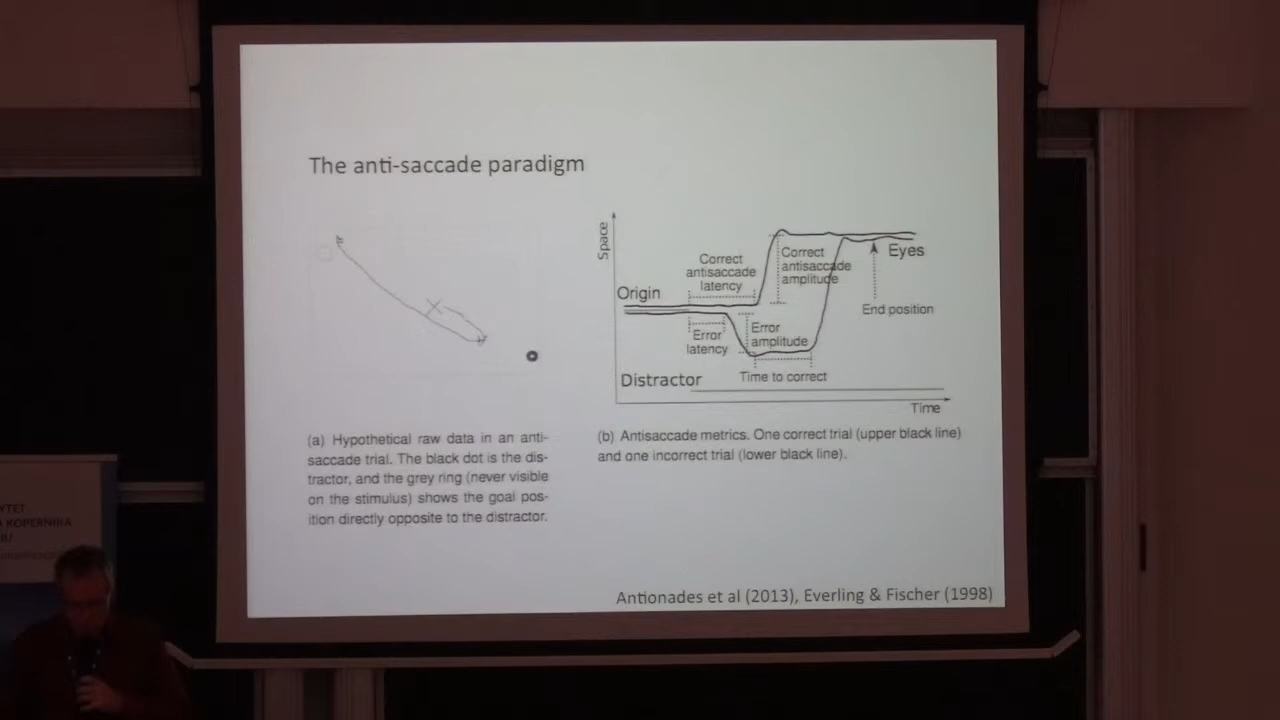 The anti-saccade paradigm
Space
Origin
Correct
antisaccade
latency
Correct
antisaccade
amplitude
Eyes
End position
Error
latency
Error
amplitude
Time to correct
Distractor
Time
(a) Hypothetical raw data in an anti-
saccade trial. The black dot is the dis-
tractor, and the grey ring (never visible
on the stimulus) shows the goal pos-
ition directly opposite to the distractor.
(b) Antisaccade metrics. One correct trial (upper black line)
and one incorrect trial (lower black line).
Antionades et al (2013), Everling & Fischer (1998)
YTET
KOPERNIKA